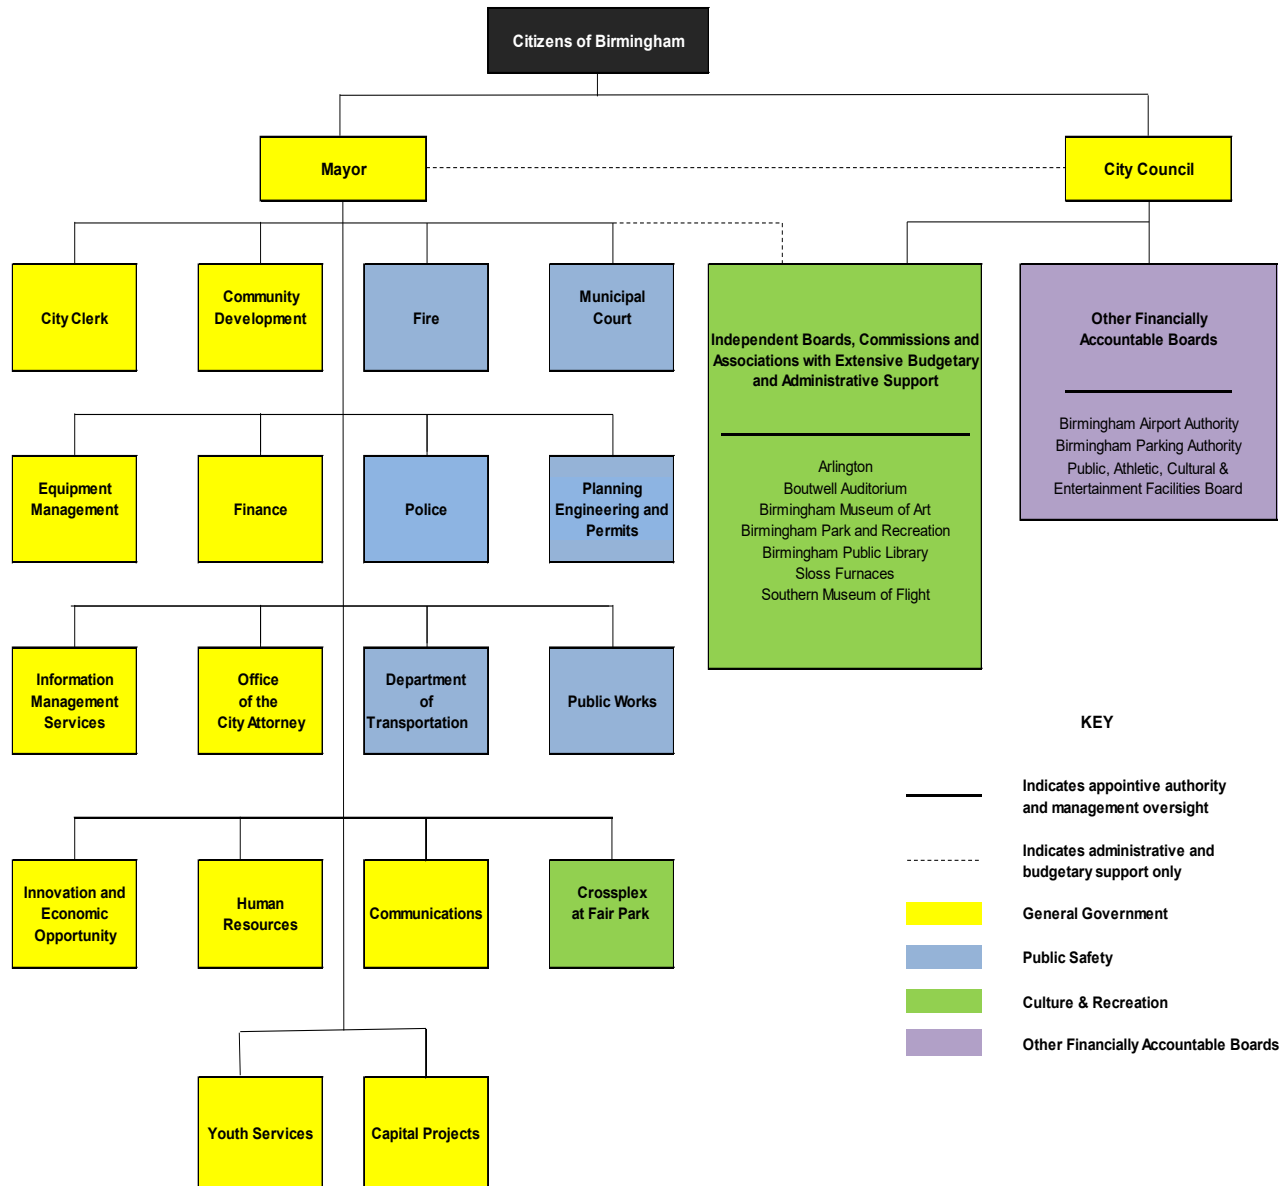 Citizens of Birmingham
Mayor
City Council
City Clerk
Community
Development
Fire
Municipal
Court
Independent Boards, Commissions and
Associations with Extensive Budgetary
and Administrative Support
Arlington
Boutwell Auditorium
Birmingham Museum of Art
Birmingham Park and Recreation
Birmingham Public Library
Sloss Furnaces
Southern Museum of Flight
Other Financially
Accountable Boards
Birmingham Airport Authority
Birmingham Parking Authority
Public, Athletic, Cultural &
Entertainment Facilities Board
Equipment
Management
Finance
Police
Planning
Engineering and
Permits
Information
Management
Services
Office
of the
City Attorney
Department
of
Transportation
Public Works
Innovation and
Economic
Opportunity
Human
Resources
Communications
Crossplex
at Fair Park
Youth Services
Capital Projects
KEY
Indicates appointive authority
and management oversight
Indicates administrative and
budgetary support only
General Government
Public Safety
Culture & Recreation
Other Financially Accountable Boards